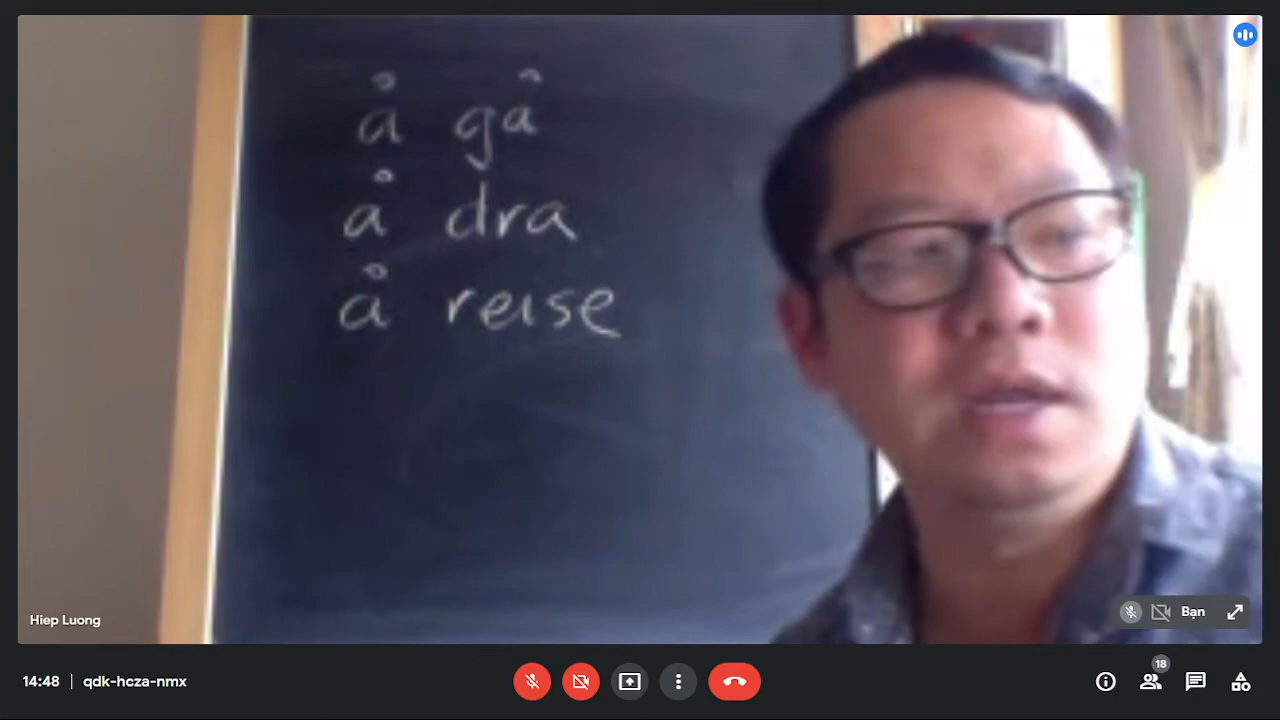 å gå
å dra
å reise
Hiep Luong
Bạn
14:48 | qdk-hcza-nmx
18